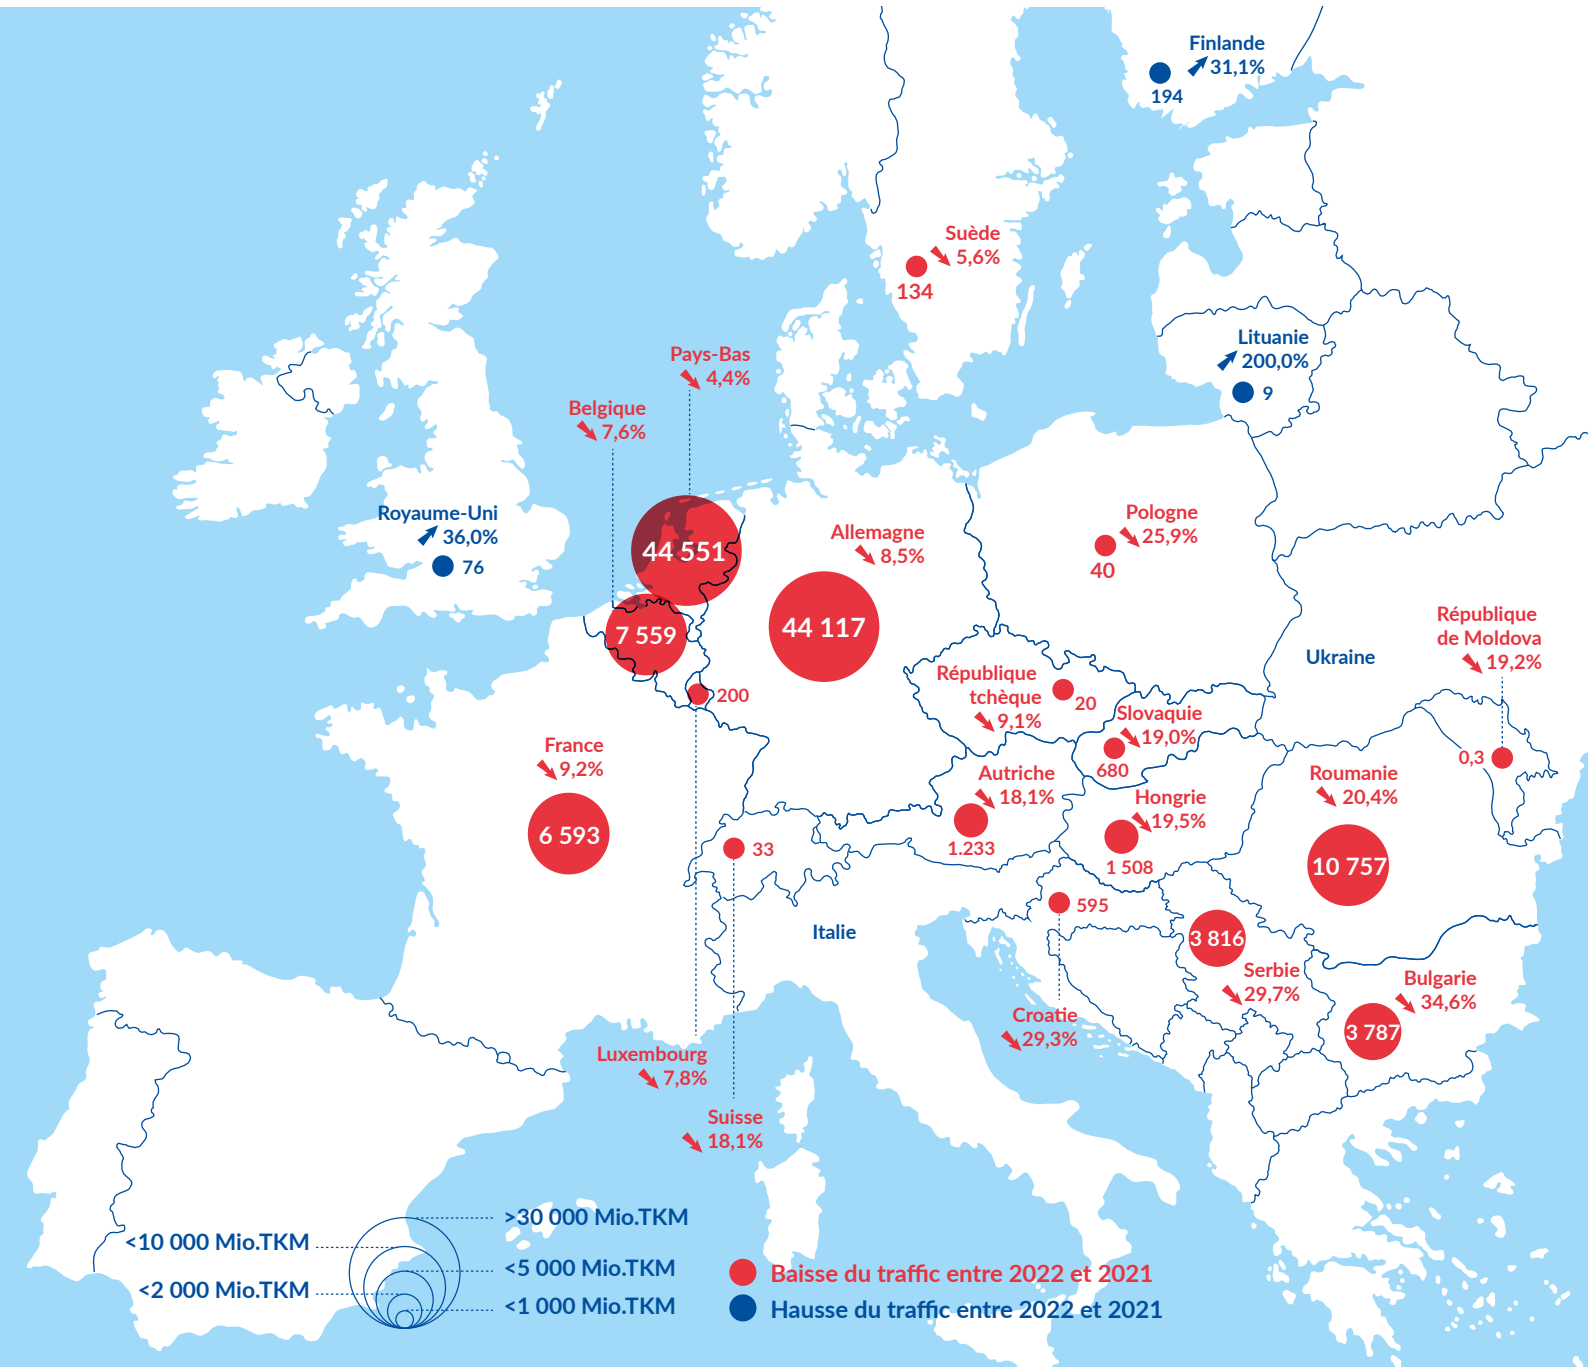 Finlande
31,1%
194
Suède
5,6%
134
Lituanie
200,0%
9
Pays-Bas
4,4%
44 551
Belgique
7,6%
7 559
Royaume-Uni
36,0%
76
Allemagne
8,5%
44 117
Pologne
25,9%
40
République
de Moldova
19,2%
0,3
Ukraine
République
tchèque
9,1%
20
Slovaquie
19,0%
680
200
France
9,2%
6 593
Autriche
18,1%
1.233
Hongrie
19,5%
1 508
Roumanie
20,4%
10 757
33
595
Italie
3 816
Serbie
29,7%
Bulgarie
34,6%
3 787
Croatie
29,3%
Luxembourg
7,8%
Suisse
18,1%
>30 000 Mio.TKM
<10 000 Mio.TKM
<5 000 Mio.TKM
<2 000 Mio.TKM
<1 000 Mio.TKM
Baisse du traffic entre 2022 et 2021
Hausse du traffic entre 2022 et 2021